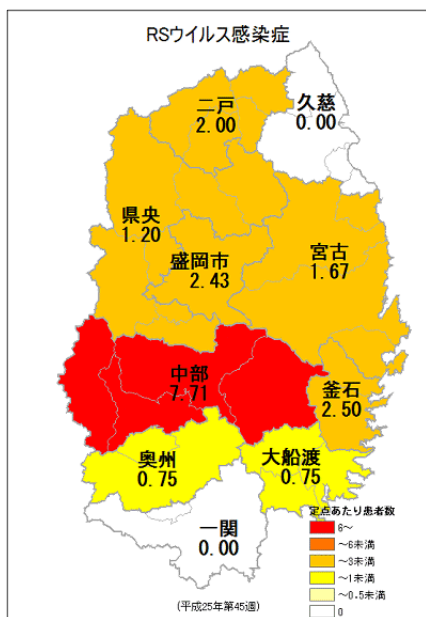 RSウイルス感染症
二戸
2.00
久慈
0.00
県央
1.20
盛岡市
2.43
宮古
1.67
中部
7.71
釜石
2.50
奥州
0.75
大船渡
0.75
一関
0.00
定点あたり患者数
6~
~6未満
~3未満
~1未満
~0.5未満
0
(平成25年第45週)